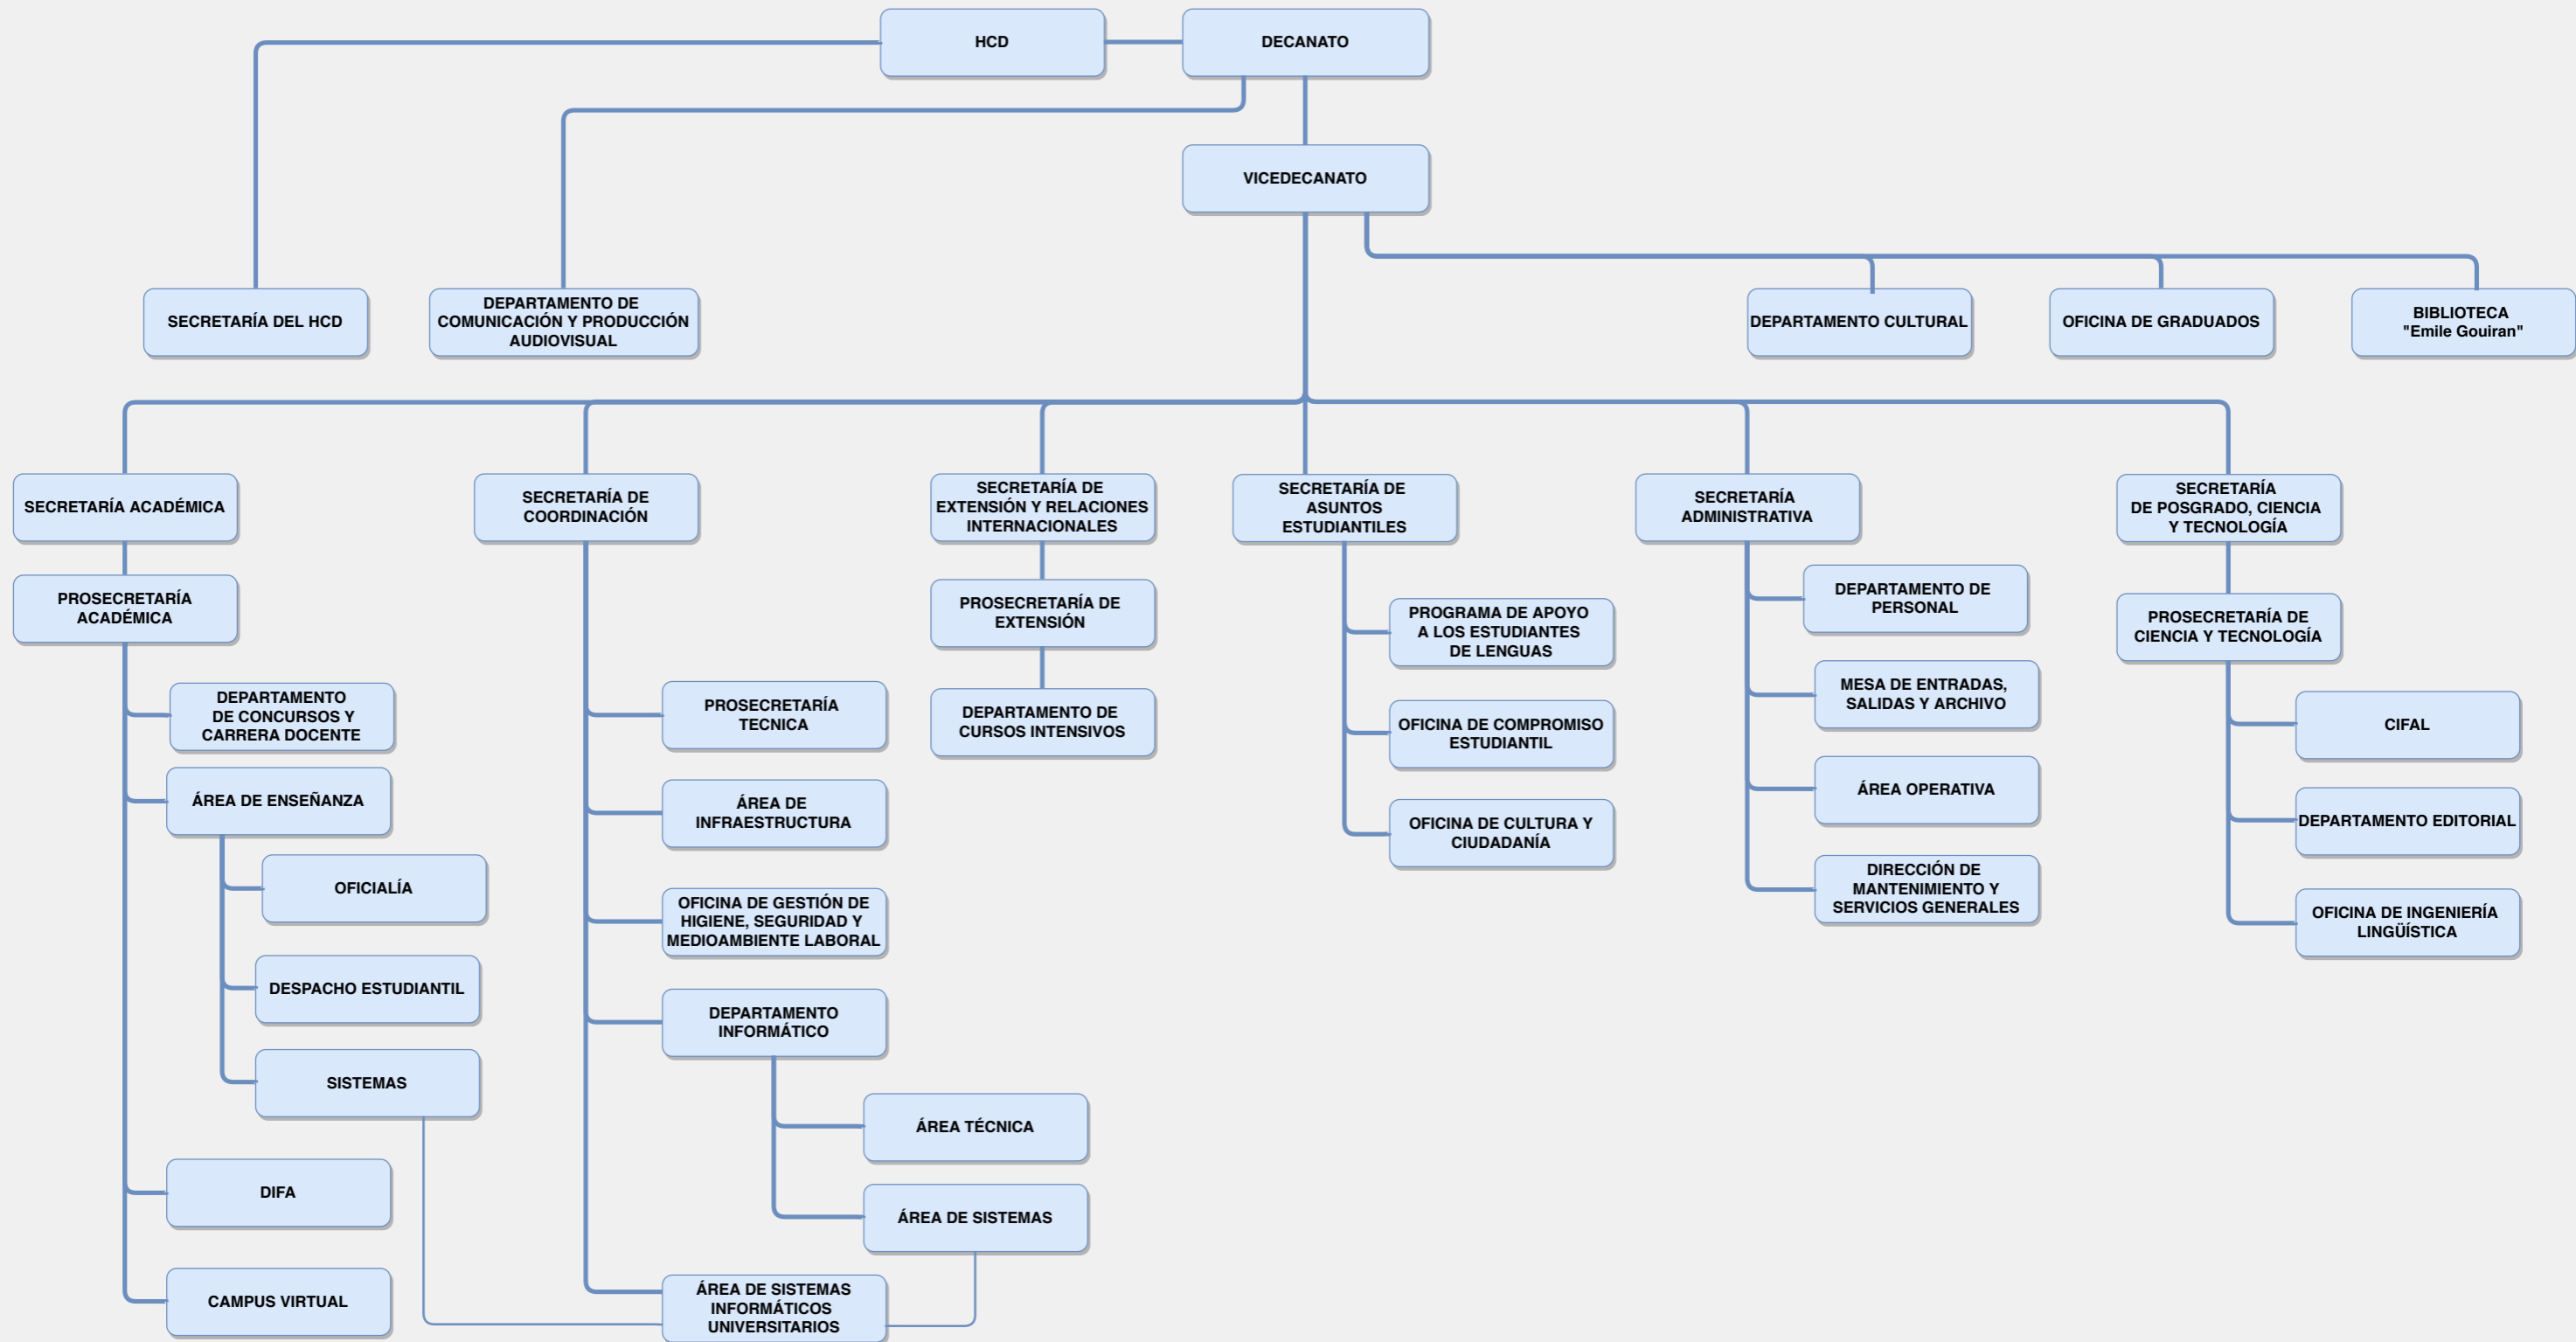 HCD
DECANATO
VICEDECANATO
SECRETARÍA DEL HCD
DEPARTAMENTO DE
COMUNICACIÓN Y PRODUCCIÓN
AUDIOVISUAL
DEPARTAMENTO CULTURAL
OFICINA DE GRADUADOS
BIBLIOTECA
"Emile Gouiran"
SECRETARÍA ACADÉMICA
PROSECRETARÍA
ACADÉMICA
DEPARTAMENTO
DE CONCURSOS Y
CARRERA DOCENTE
ÁREA DE ENSEÑANZA
OFICIALÍA
DESPACHO ESTUDIANTIL
SISTEMAS
DIFA
CAMPUS VIRTUAL
SECRETARÍA DE
COORDINACIÓN
PROSECRETARÍA
TECNICA
ÁREA DE
INFRAESTRUCTURA
OFICINA DE GESTIÓN DE
HIGIENE, SEGURIDAD Y
MEDIOAMBIENTE LABORAL
DEPARTAMENTO
INFORMÁTICO
ÁREA TÉCNICA
ÁREA DE SISTEMAS
ÁREA DE SISTEMAS
INFORMÁTICOS
UNIVERSITARIOS
SECRETARÍA DE
EXTENSIÓN Y RELACIONES
INTERNACIONALES
PROSECRETARÍA DE
EXTENSIÓN
DEPARTAMENTO DE
CURSOS INTENSIVOS
SECRETARÍA DE
ASUNTOS
ESTUDIANTILES
PROGRAMA DE APOYO
A LOS ESTUDIANTES
DE LENGUAS
OFICINA DE COMPROMISO
ESTUDIANTIL
OFICINA DE CULTURA Y
CIUDADANÍA
SECRETARÍA
ADMINISTRATIVA
DEPARTAMENTO DE
PERSONAL
MESA DE ENTRADAS,
SALIDAS Y ARCHIVO
ÁREA OPERATIVA
DIRECCIÓN DE
MANTENIMIENTO Y
SERVICIOS GENERALES
SECRETARÍA
DE POSGRADO, CIENCIA
Y TECNOLOGÍA
PROSECRETARÍA DE
CIENCIA Y TECNOLOGÍA
CIFAL
DEPARTAMENTO EDITORIAL
OFICINA DE INGENIERÍA
LINGÜÍSTICA